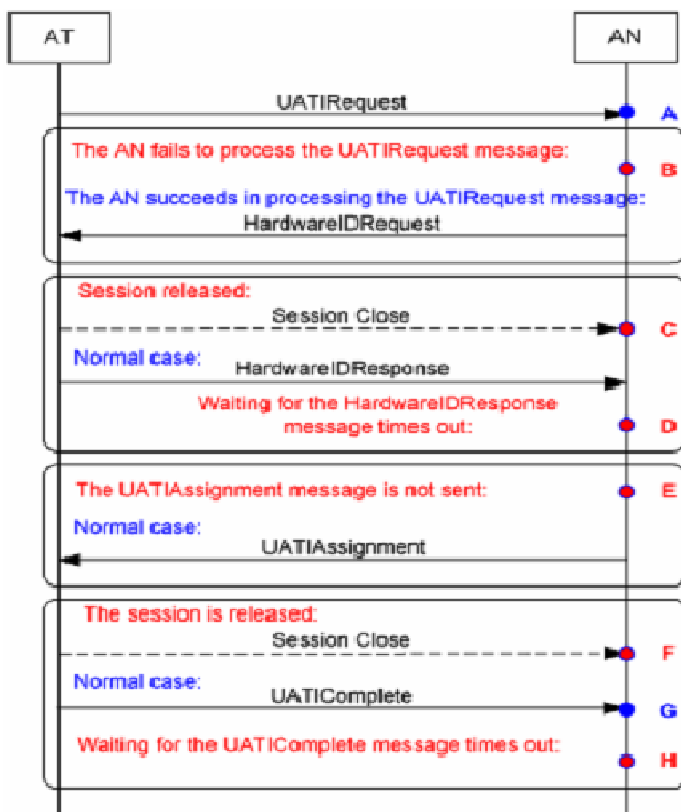 AT
AN
UATIRequest
A
The AN fails to process the UATIRequest message:
B
The AN succeeds in processing the UATIRequest message:
HardwareIDRequest
Session released:
Session Close
C
Normal case:
HardwareIDResponse
Waiting for the HardwareIDResponse
message times out:
D
The UATIAssignment message is not sent:
E
Normal case:
UATIAssignment
The session is released:
Session Close
F
Normal case:
UATIComplete
G
Waiting for the UATIComplete message times out:
H